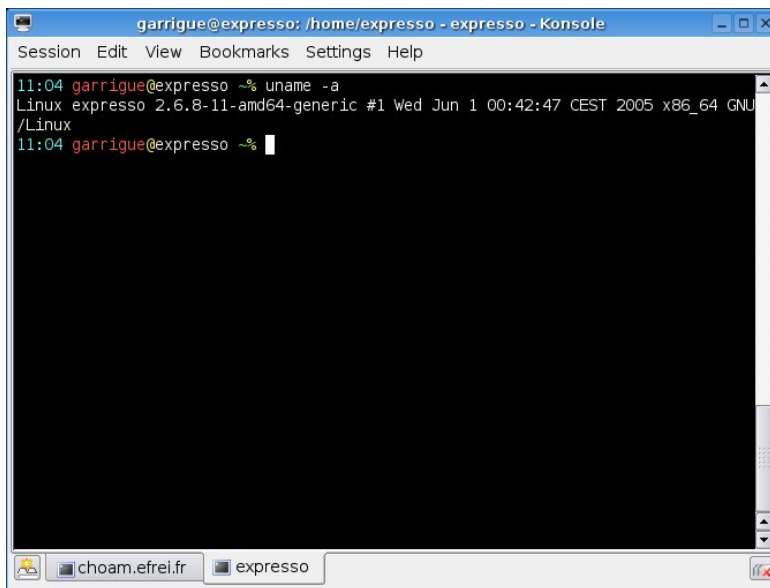 garrigue@expresso: /home/expresso - expresso - Konsole
Session Edit View Bookmarks Settings Help
11:04 garrigue@expresso ~% uname -a
Linux expresso 2.6.8-11-amd64-generic #1 Wed Jun 1 00:42:47 CEST 2005 x86_64 GNU
/Linux
11:04 garrigue@expresso ~%
choam.efrei.fr expresso